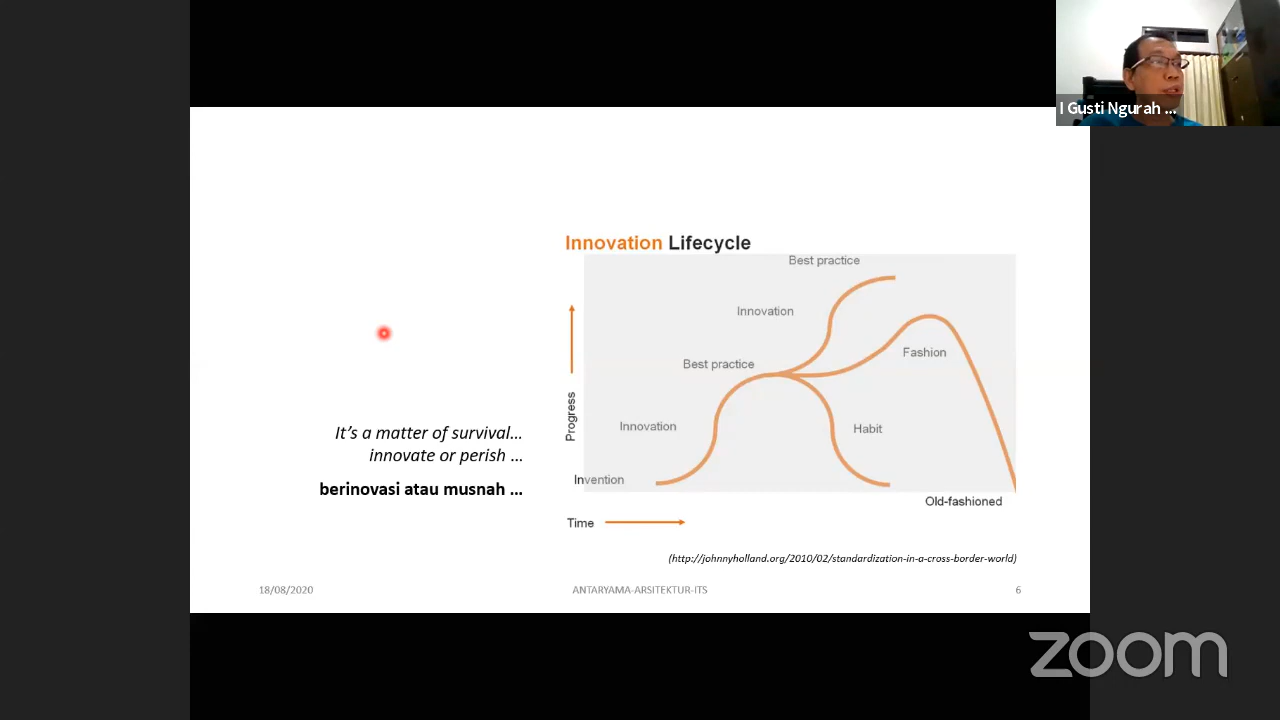 I Gusti Ngurah ...
Innovation Lifecycle
Best practice
Innovation
Best practice
Fashion
Progress
Innovation
Habit
Invention
It's a matter of survival...
innovate or perish ...
berinovasi atau musnah ...
Old-fashioned
Time
(http://johnnyholland.org/2010/02/standardization-in-a-cross-border-world)
18/08/2020
ANTARYAMA-ARSITEKTUR-ITS
6
zoom